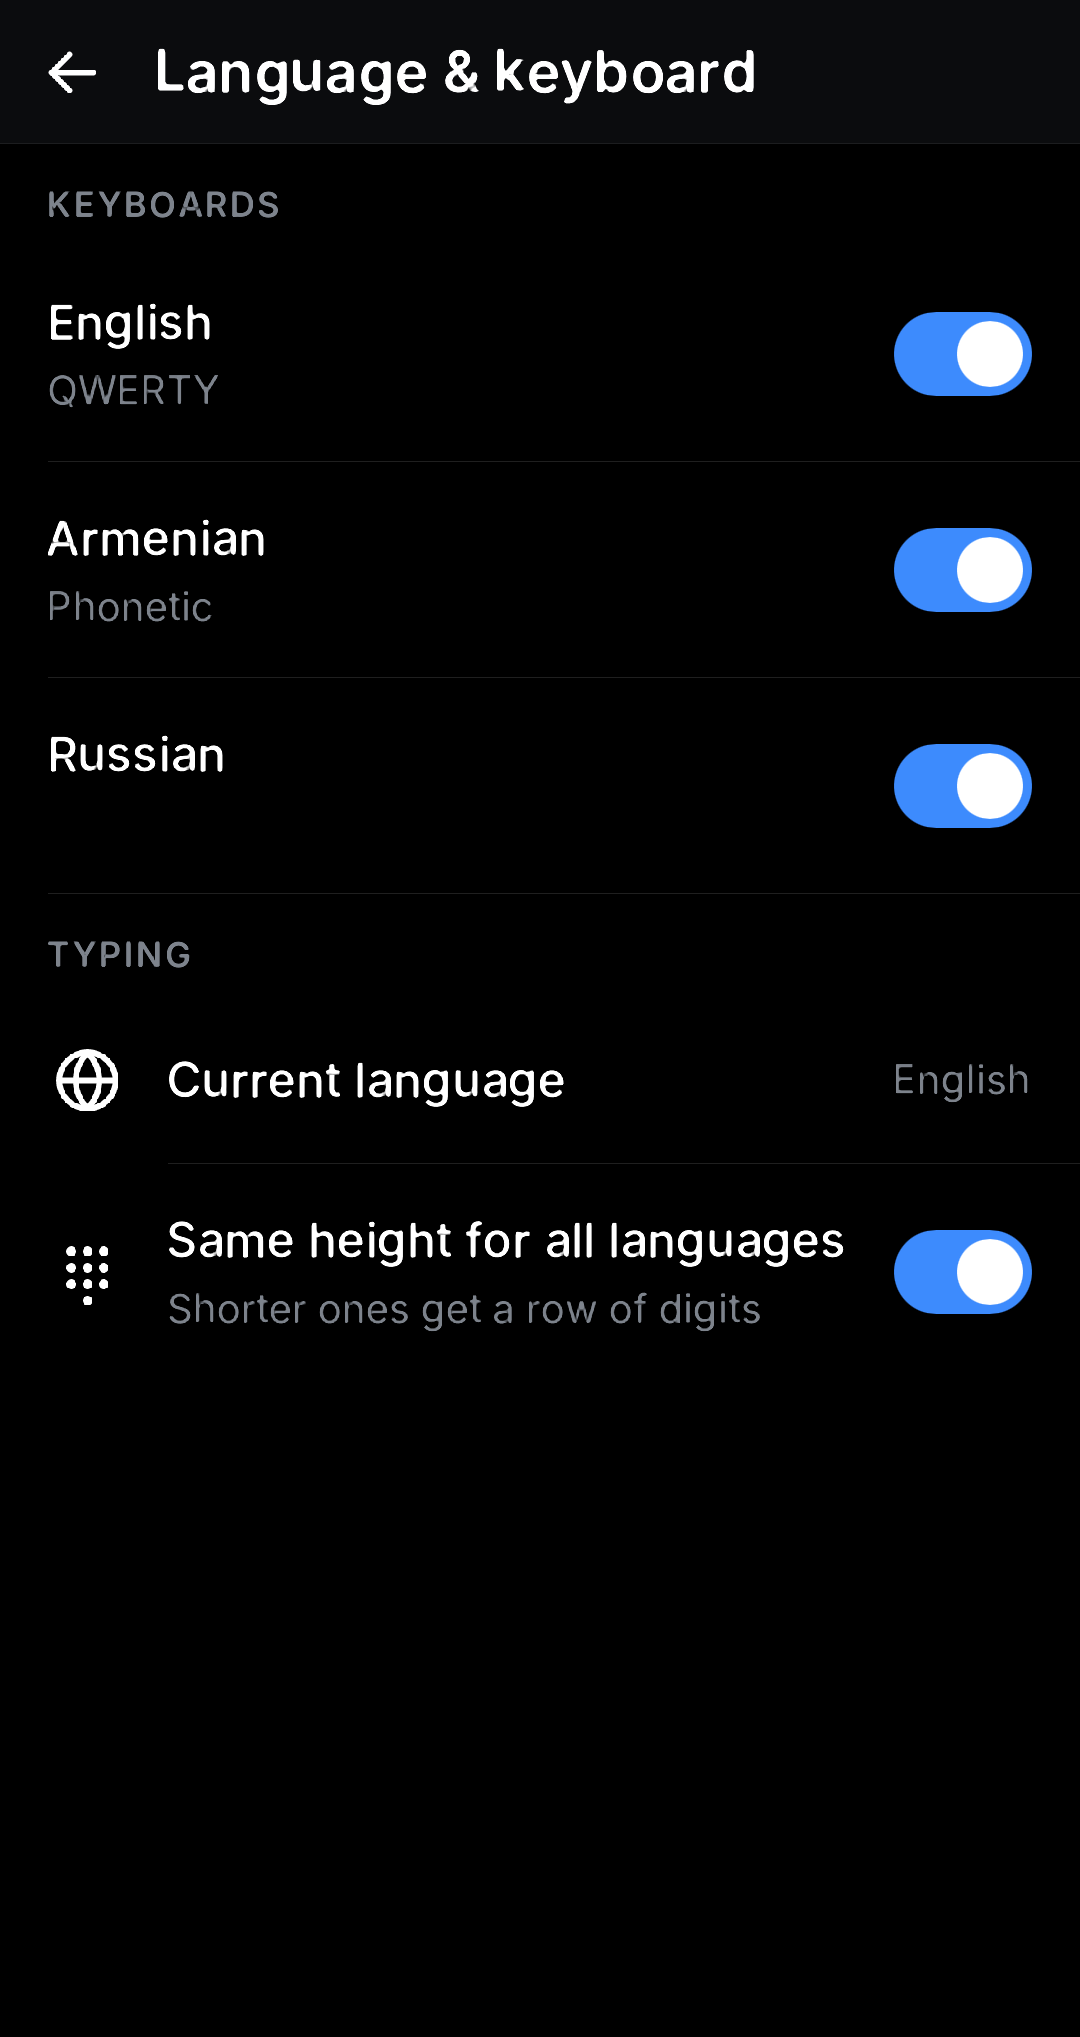 Language & keyboard
KEYBOARDS
English
QWERTY
Armenian
Phonetic
Russian
TYPING
Current language
English
Same height for all languages
Shorter ones get a row of digits